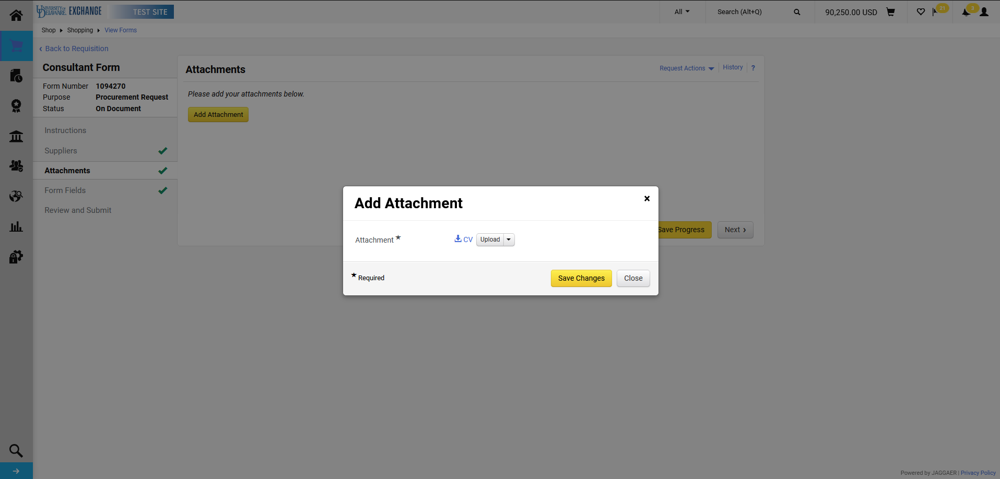 UNIVERSITY OF DELAWARE EXCHANGE TEST SITE
All
Search (Alt+Q)
90,250.00 USD
21
3
Shop Shopping View Forms
‹ Back to Requisition
Consultant Form
Form Number 1094270
Purpose Procurement Request
Status On Document
Instructions
Suppliers
Attachments
Form Fields
Review and Submit
Attachments
Request Actions History ?
Please add your attachments below.
Add Attachment
Save Progress Next ›
Add Attachment ×
Attachment ★ CV Upload
★ Required
Save Changes Close
Powered by JAGGAER | Privacy Policy